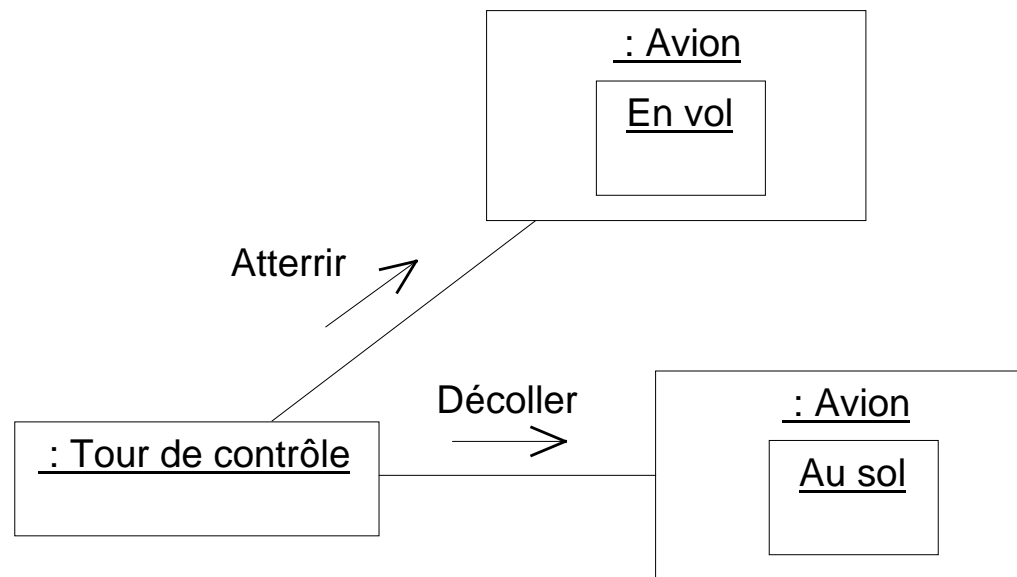 : Avion
En vol
Atterrir
Décoller
: Avion
: Tour de contrôle
Au sol